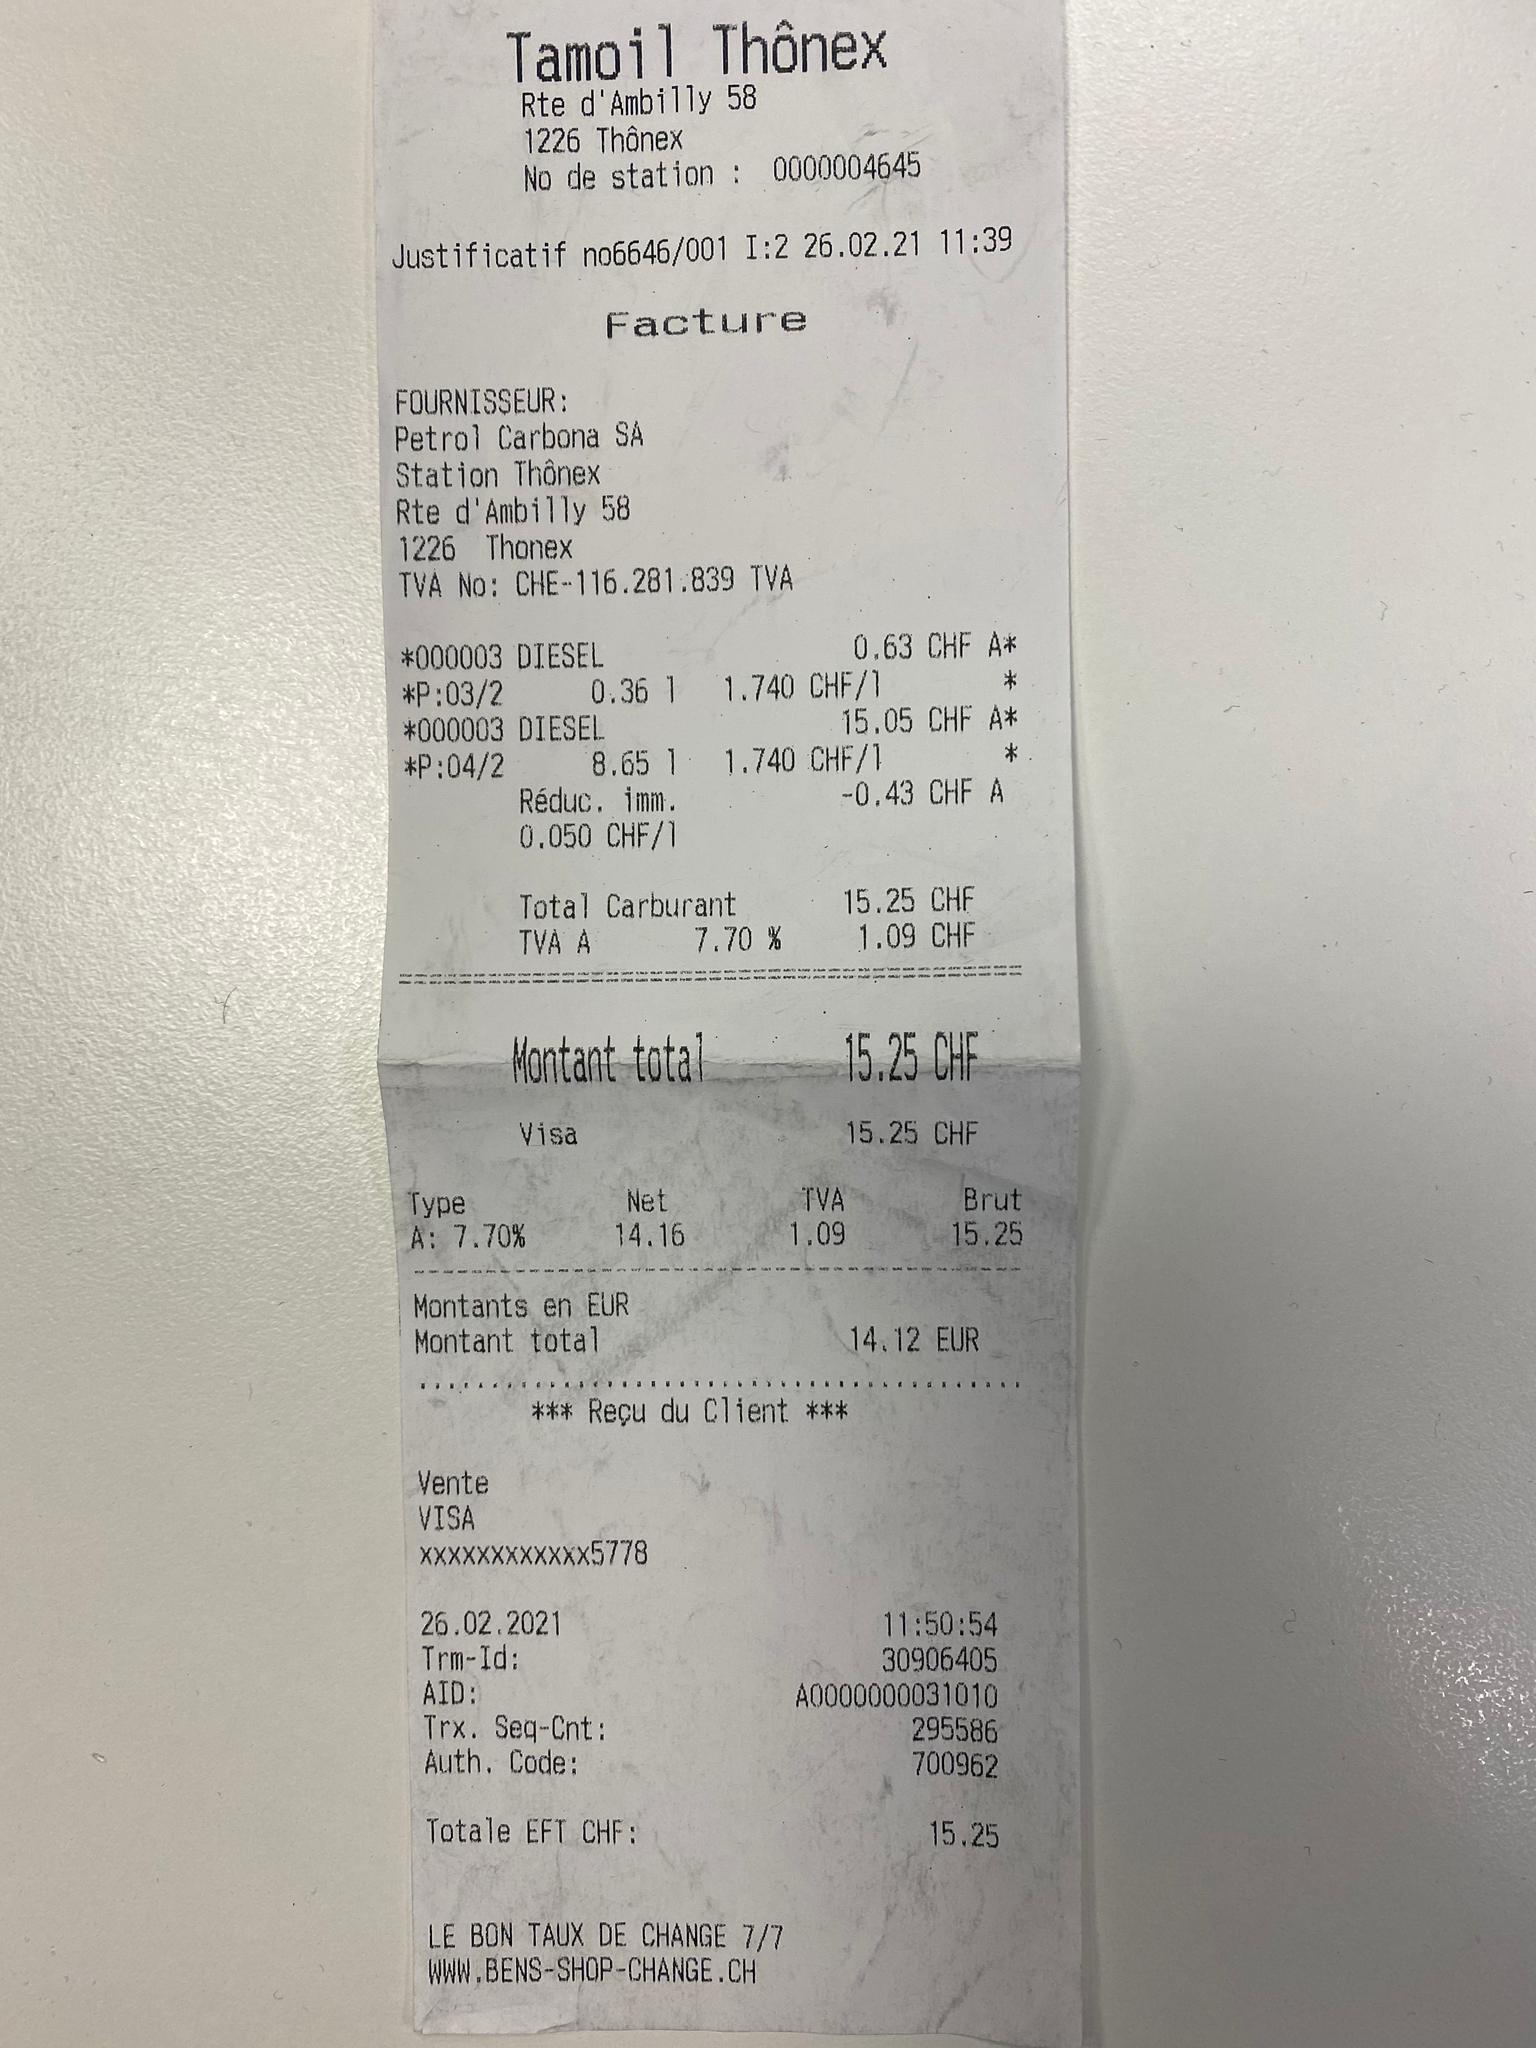 Tamoil Thônex
Rte d'Ambilly 58
1226 Thônex
No de station : 0000004645
Justificatif no6646/001 I:2 26.02.21 11:39
Facture
FOURNISSEUR:
Petrol Carbona SA
Station Thônex
Rte d'Ambilly 58
1226 Thonex
TVA No: CHE-116.281.839 TVA
*000003 DIESEL 0.63 CHF A*
*P:03/2 0.36 l 1.740 CHF/l *
*000003 DIESEL 15.05 CHF A*
*P:04/2 8.65 l 1.740 CHF/l *
Réduc. imm. -0.43 CHF A
0.050 CHF/l
Total Carburant 15.25 CHF
TVA A 7.70 % 1.09 CHF
Montant total 15.25 CHF
Visa 15.25 CHF
Type Net TVA Brut
A: 7.70% 14.16 1.09 15.25
Montants en EUR
Montant total 14.12 EUR
*** Reçu du Client ***
Vente
VISA
xxxxxxxxxxxx5778
26.02.2021 11:50:54
Trm-Id: 30906405
AID: A0000000031010
Trx. Seq-Cnt: 295586
Auth. Code: 700962
Totale EFT CHF: 15.25
LE BON TAUX DE CHANGE 7/7
WWW.BENS-SHOP-CHANGE.CH